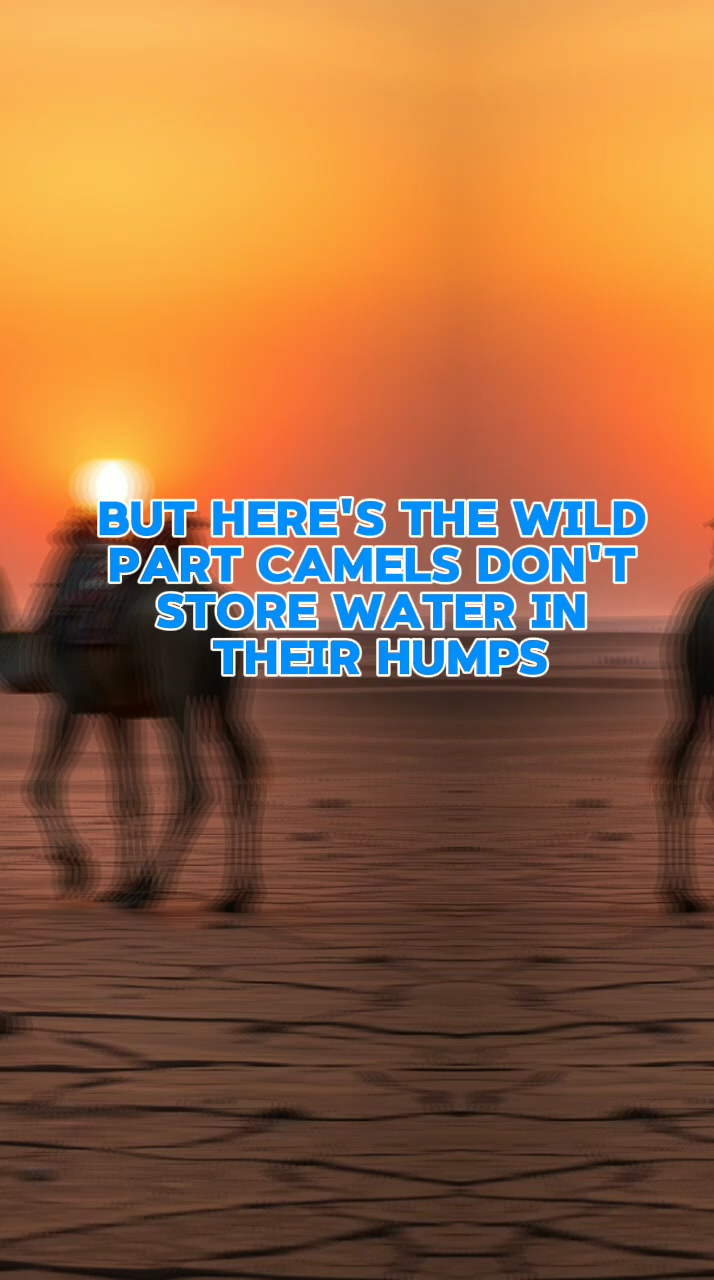 BUT HERE'S THE WILD
PART CAMELS DON'T
STORE WATER IN
THEIR HUMPS